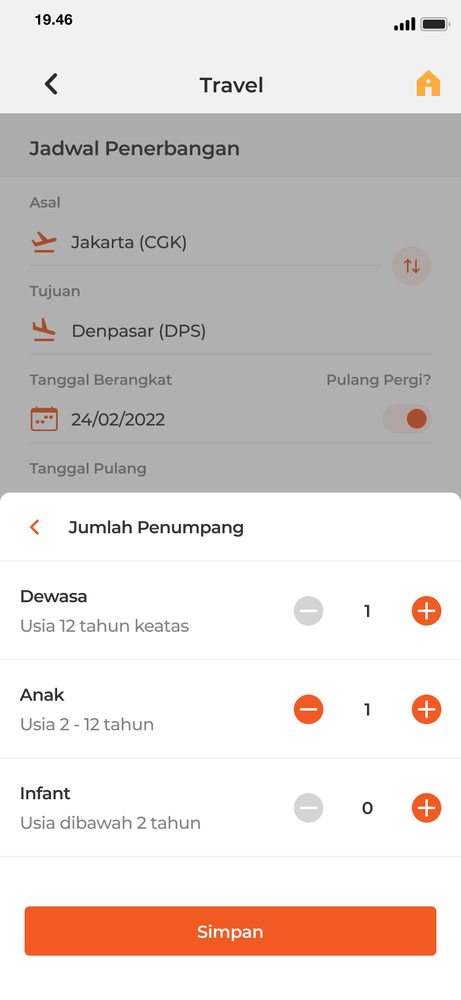 19.46
Travel
Jadwal Penerbangan
Asal
Jakarta (CGK)
Tujuan
Denpasar (DPS)
Tanggal Berangkat Pulang Pergi?
24/02/2022
Tanggal Pulang
Jumlah Penumpang
Dewasa
Usia 12 tahun keatas
1
Anak
Usia 2 - 12 tahun
1
Infant
Usia dibawah 2 tahun
0
Simpan